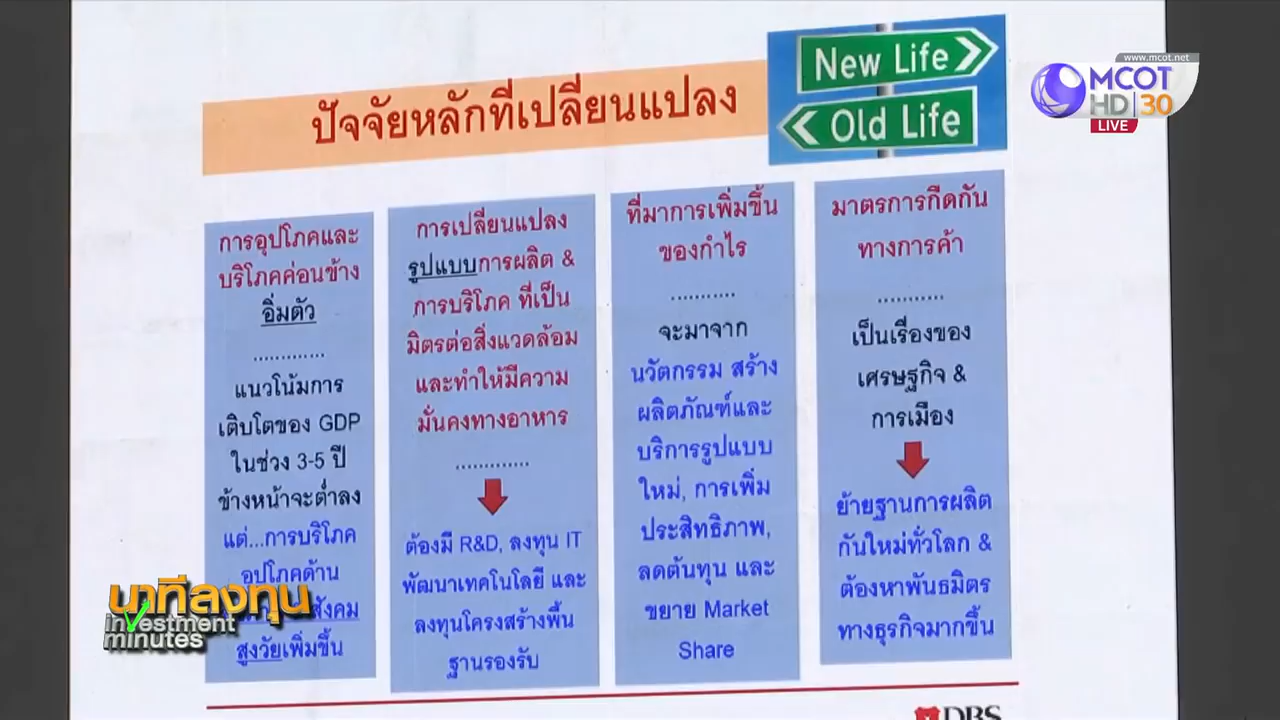 ปัจจัยหลักที่เปลี่ยนแปลง
New Life
Old Life
www.mcot.net
MCOT
HD 30
LIVE
การอุปโภคและ
บริโภคค่อนข้าง
อิ่มตัว
.............
แนวโน้มการ
เติบโตของ GDP
ในช่วง 3-5 ปี
ข้างหน้าจะต่ำลง
แต่...การบริโภค
อุปโภคด้าน
สังคม
สูงวัยเพิ่มขึ้น
การเปลี่ยนแปลง
รูปแบบการผลิต &
การบริโภค ที่เป็น
มิตรต่อสิ่งแวดล้อม
และทำให้มีความ
มั่นคงทางอาหาร
.............
ต้องมี R&D, ลงทุน IT
พัฒนาเทคโนโลยี และ
ลงทุนโครงสร้างพื้น
ฐานรองรับ
ที่มาการเพิ่มขึ้น
ของกำไร
...........
จะมาจาก
นวัตกรรม สร้าง
ผลิตภัณฑ์และ
บริการรูปแบบ
ใหม่, การเพิ่ม
ประสิทธิภาพ,
ลดต้นทุน และ
ขยาย Market
Share
มาตรการกีดกัน
ทางการค้า
...........
เป็นเรื่องของ
เศรษฐกิจ &
การเมือง
ย้ายฐานการผลิต
กันใหม่ทั่วโลก &
ต้องหาพันธมิตร
ทางธุรกิจมากขึ้น
นาทีลงทุน
investment
minutes
DBS